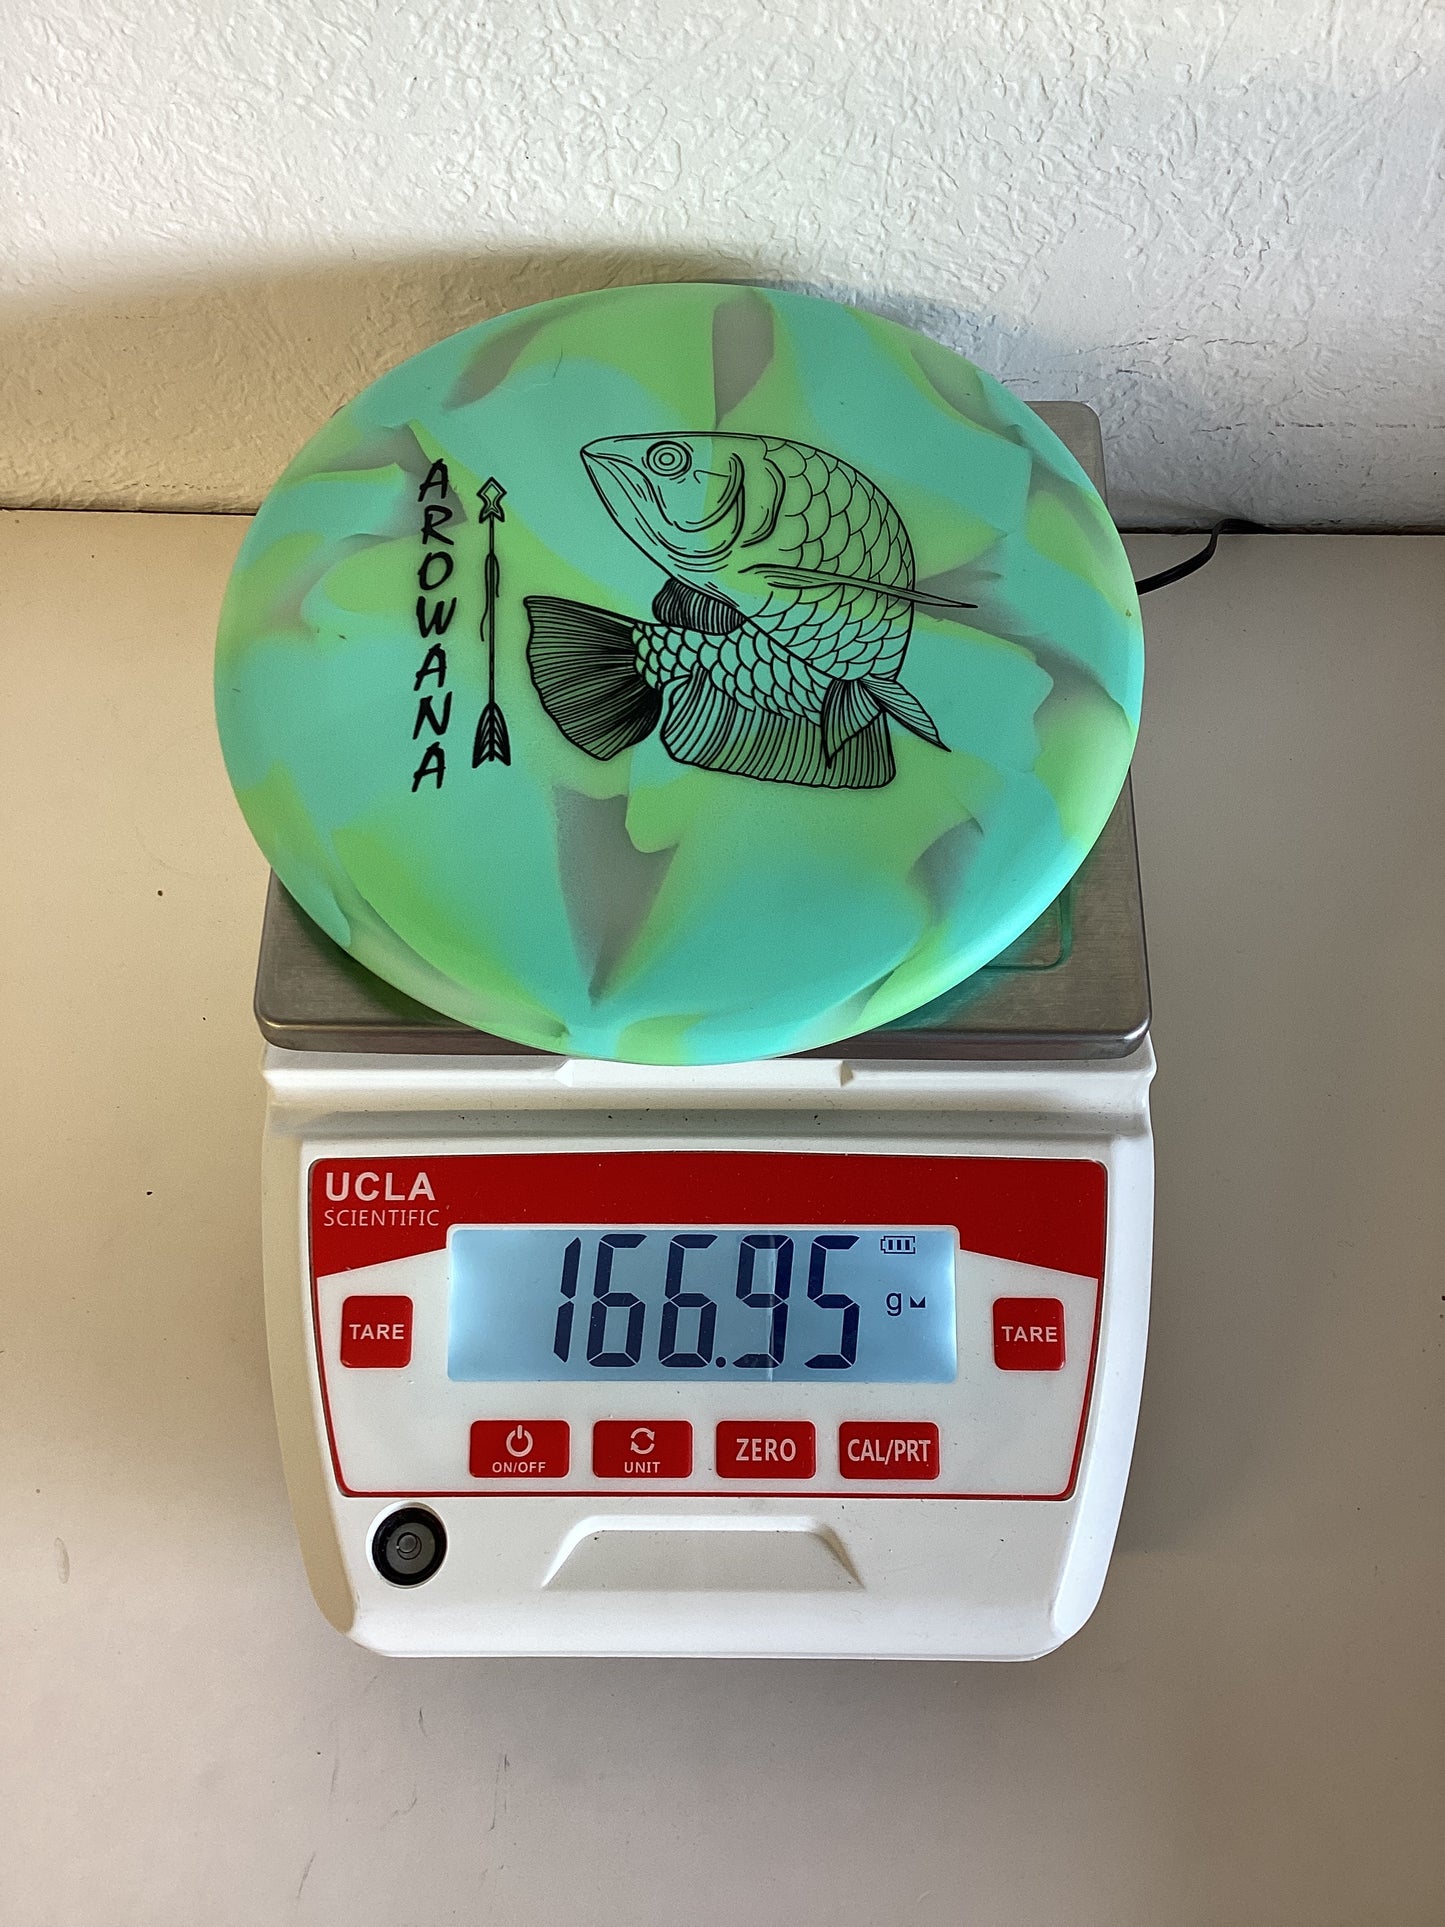 AROWANA
UCLA
SCIENTIFIC
166.95 g
TARE
TARE
ON/OFF
UNIT
ZERO
CAL/PRT